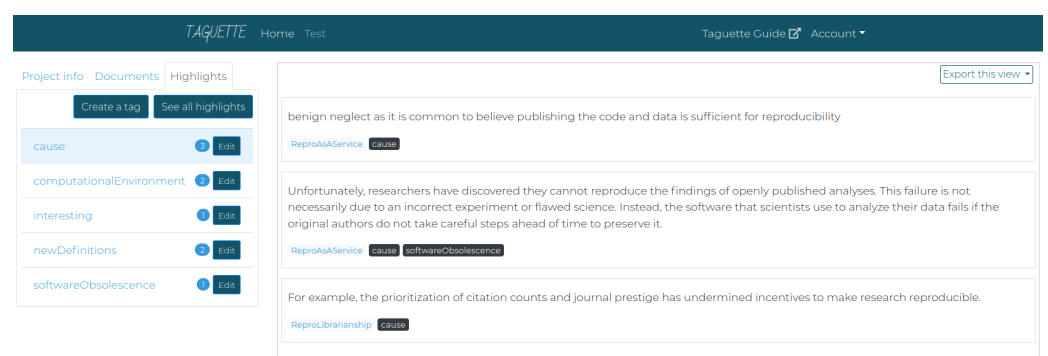 TAGUETTE Home Test Taguette Guide Account
Project info Documents Highlights
Export this view
Create a tag See all highlights
cause 3 Edit
computationalEnvironment 2 Edit
interesting 1 Edit
newDefinitions 2 Edit
softwareObsolescence 1 Edit
benign neglect as it is common to believe publishing the code and data is sufficient for reproducibility
ReproAsAService cause
Unfortunately, researchers have discovered they cannot reproduce the findings of openly published analyses. This failure is not
necessarily due to an incorrect experiment or flawed science. Instead, the software that scientists use to analyze their data fails if the
original authors do not take careful steps ahead of time to preserve it.
ReproAsAService cause softwareObsolescence
For example, the prioritization of citation counts and journal prestige has undermined incentives to make research reproducible.
ReproLibrarianship cause